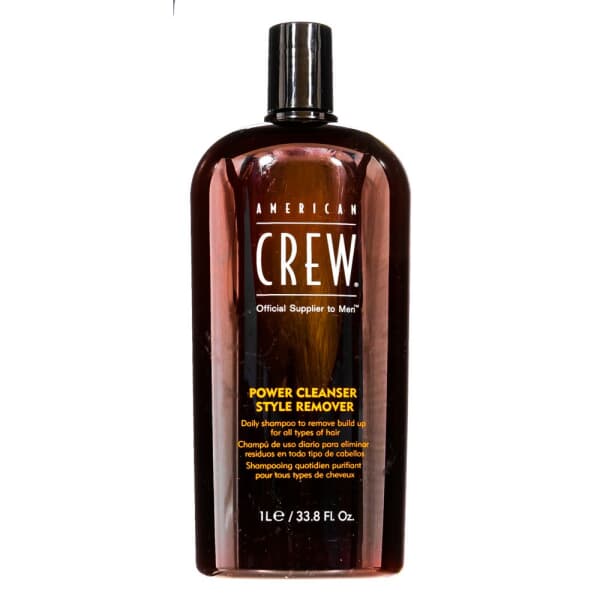 AMERICAN
CREW®
Official Supplier to Men™
POWER CLEANSER
STYLE REMOVER
Daily shampoo to remove build up
for all types of hair
Champú de uso diario para eliminar
residuos en todo tipo de cabellos
Shampooing quotidien purifiant
pour tous types de cheveux
1L℮ / 33.8 Fl. Oz.